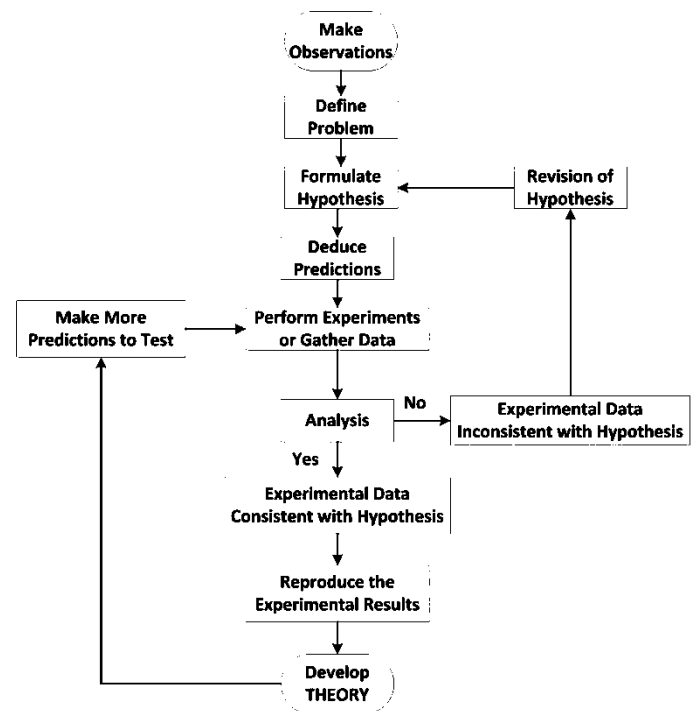 Make
Observations
Define
Problem
Formulate
Hypothesis
Revision of
Hypothesis
Deduce
Predictions
Make More
Predictions to Test
Perform Experiments
or Gather Data
Analysis
No
Experimental Data
Inconsistent with Hypothesis
Yes
Experimental Data
Consistent with Hypothesis
Reproduce the
Experimental Results
Develop
THEORY